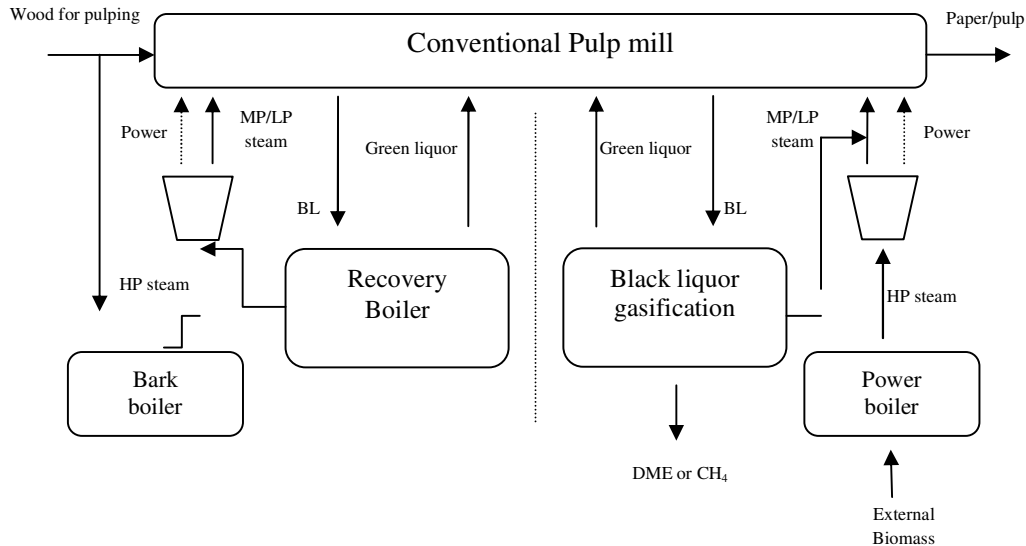 Wood for pulping
Paper/pulp
Conventional Pulp mill
Power
MP/LP
steam
BL
Green liquor
Green liquor
BL
MP/LP
steam
Power
HP steam
Recovery
Boiler
Black liquor
gasification
HP steam
Bark
boiler
Power
boiler
DME or CH₄
External
Biomass